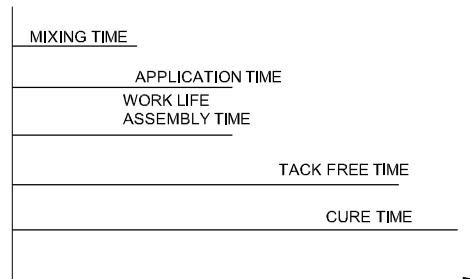 MIXING TIME
APPLICATION TIME
WORK LIFE
ASSEMBLY TIME
TACK FREE TIME
CURE TIME